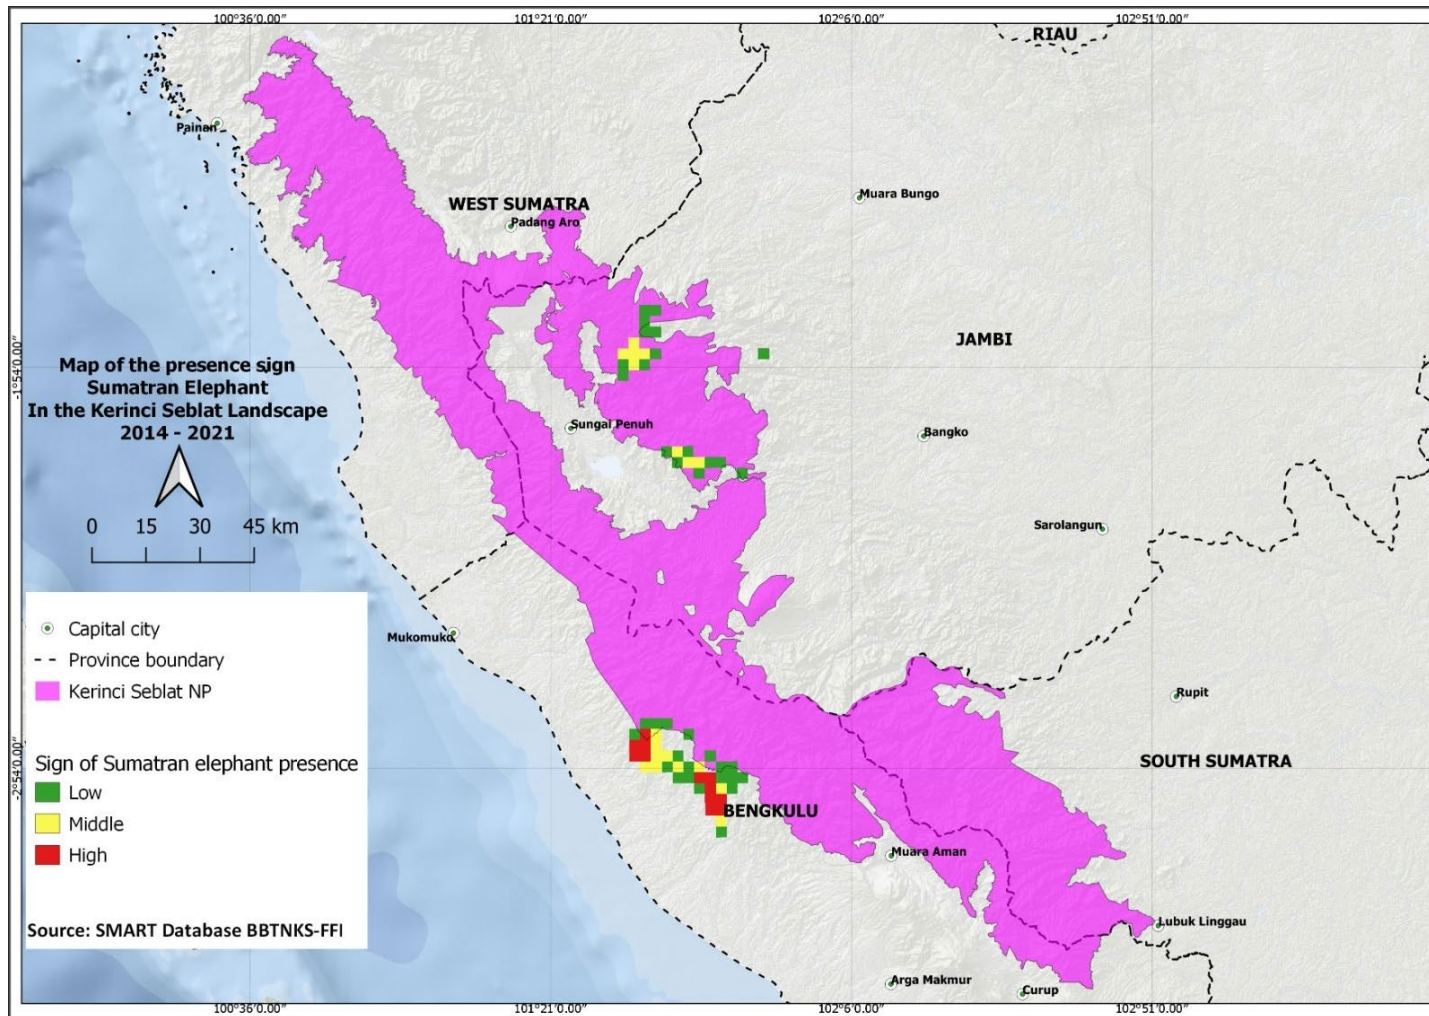 100°36'0.00"
101°21'0.00"
102°6'0.00"
102°51'0.00"
RIAU
Painan
WEST SUMATRA
Padang Aro
Muara Bungo
JAMBI
-1°54'0.00"
Map of the presence sign
Sumatran Elephant
In the Kerinci Seblat Landscape
2014 - 2021
Sungai Penuh
Bangko
0 15 30 45 km
Sarolangun
Mukomuko
Capital city
Province boundary
Kerinci Seblat NP
Rupit
-2°54'0.00"
SOUTH SUMATRA
Sign of Sumatran elephant presence
Low
Middle
High
BENGKULU
Muara Aman
Source: SMART Database BBTNKS-FFI
Lubuk Linggau
Arga Makmur
Curup
100°36'0.00"
101°21'0.00"
102°6'0.00"
102°51'0.00"